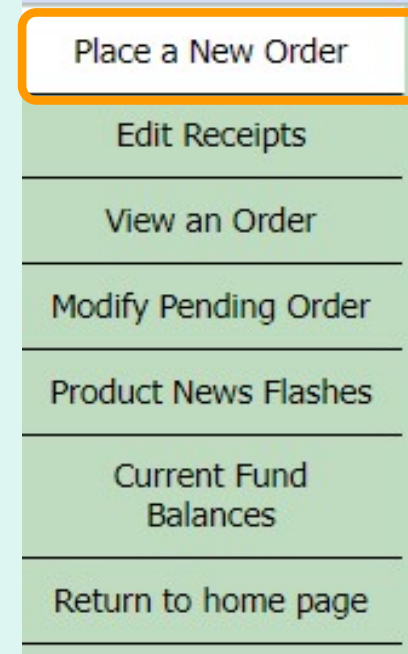 Place a New Order
Edit Receipts
View an Order
Modify Pending Order
Product News Flashes
Current Fund
Balances
Return to home page